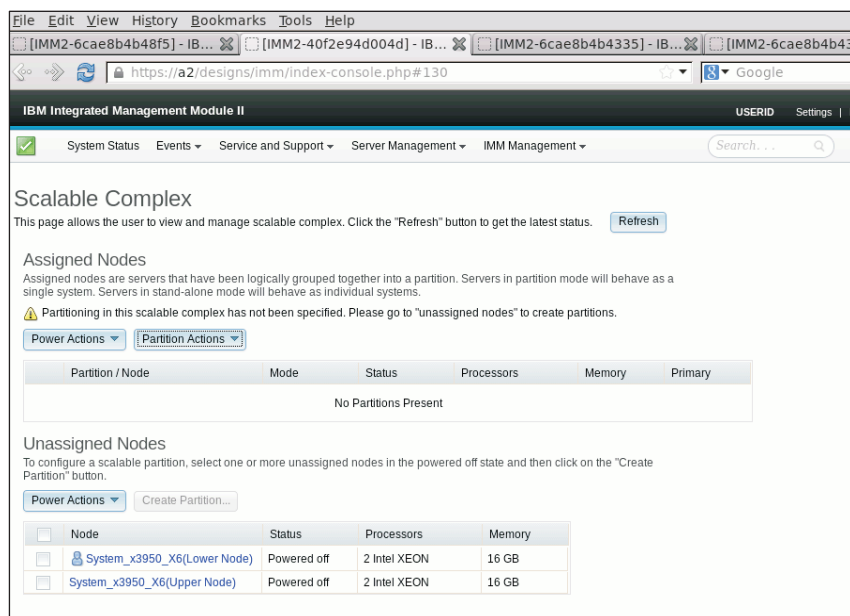 File Edit View History Bookmarks Tools Help
[IMM2-6cae8b4b48f5] - IB... [IMM2-40f2e94d004d] - IB... [IMM2-6cae8b4b4335] - IB... [IMM2-6cae8b4b43
https://a2/designs/imm/index-console.php#130 Google
IBM Integrated Management Module II USERID Settings |
System Status Events Service and Support Server Management IMM Management Search...
Scalable Complex
This page allows the user to view and manage scalable complex. Click the "Refresh" button to get the latest status. Refresh
Assigned Nodes
Assigned nodes are servers that have been logically grouped together into a partition. Servers in partition mode will behave as a
single system. Servers in stand-alone mode will behave as individual systems.
Partitioning in this scalable complex has not been specified. Please go to "unassigned nodes" to create partitions.
Power Actions Partition Actions
Partition / Node Mode Status Processors Memory Primary
No Partitions Present
Unassigned Nodes
To configure a scalable partition, select one or more unassigned nodes in the powered off state and then click on the "Create
Partition" button.
Power Actions Create Partition...
Node Status Processors Memory
System_x3950_X6(Lower Node) Powered off 2 Intel XEON 16 GB
System_x3950_X6(Upper Node) Powered off 2 Intel XEON 16 GB